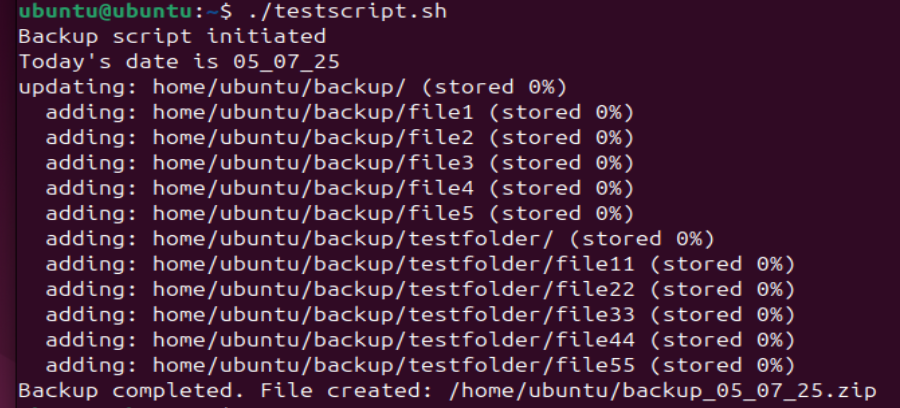 ubuntu@ubuntu:~$ ./testscript.sh
Backup script initiated
Today's date is 05_07_25
updating: home/ubuntu/backup/ (stored 0%)
  adding: home/ubuntu/backup/file1 (stored 0%)
  adding: home/ubuntu/backup/file2 (stored 0%)
  adding: home/ubuntu/backup/file3 (stored 0%)
  adding: home/ubuntu/backup/file4 (stored 0%)
  adding: home/ubuntu/backup/file5 (stored 0%)
  adding: home/ubuntu/backup/testfolder/ (stored 0%)
  adding: home/ubuntu/backup/testfolder/file11 (stored 0%)
  adding: home/ubuntu/backup/testfolder/file22 (stored 0%)
  adding: home/ubuntu/backup/testfolder/file33 (stored 0%)
  adding: home/ubuntu/backup/testfolder/file44 (stored 0%)
  adding: home/ubuntu/backup/testfolder/file55 (stored 0%)
Backup completed. File created: /home/ubuntu/backup_05_07_25.zip